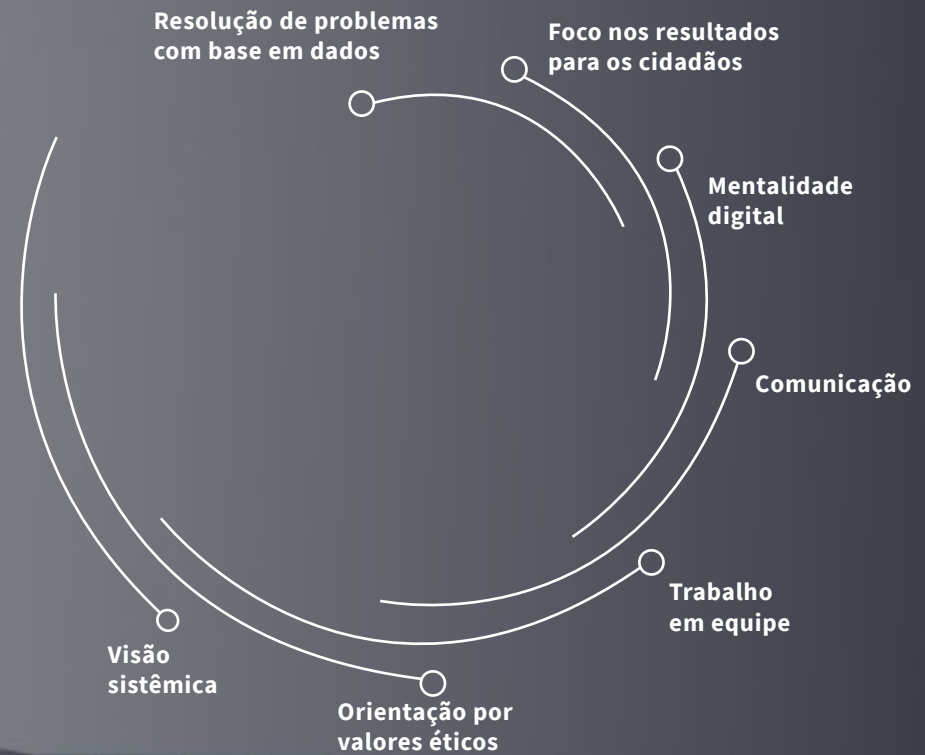 Resolução de problemas
com base em dados
Foco nos resultados
para os cidadãos
Mentalidade
digital
Comunicação
Trabalho
em equipe
Orientação por
valores éticos
Visão
sistêmica